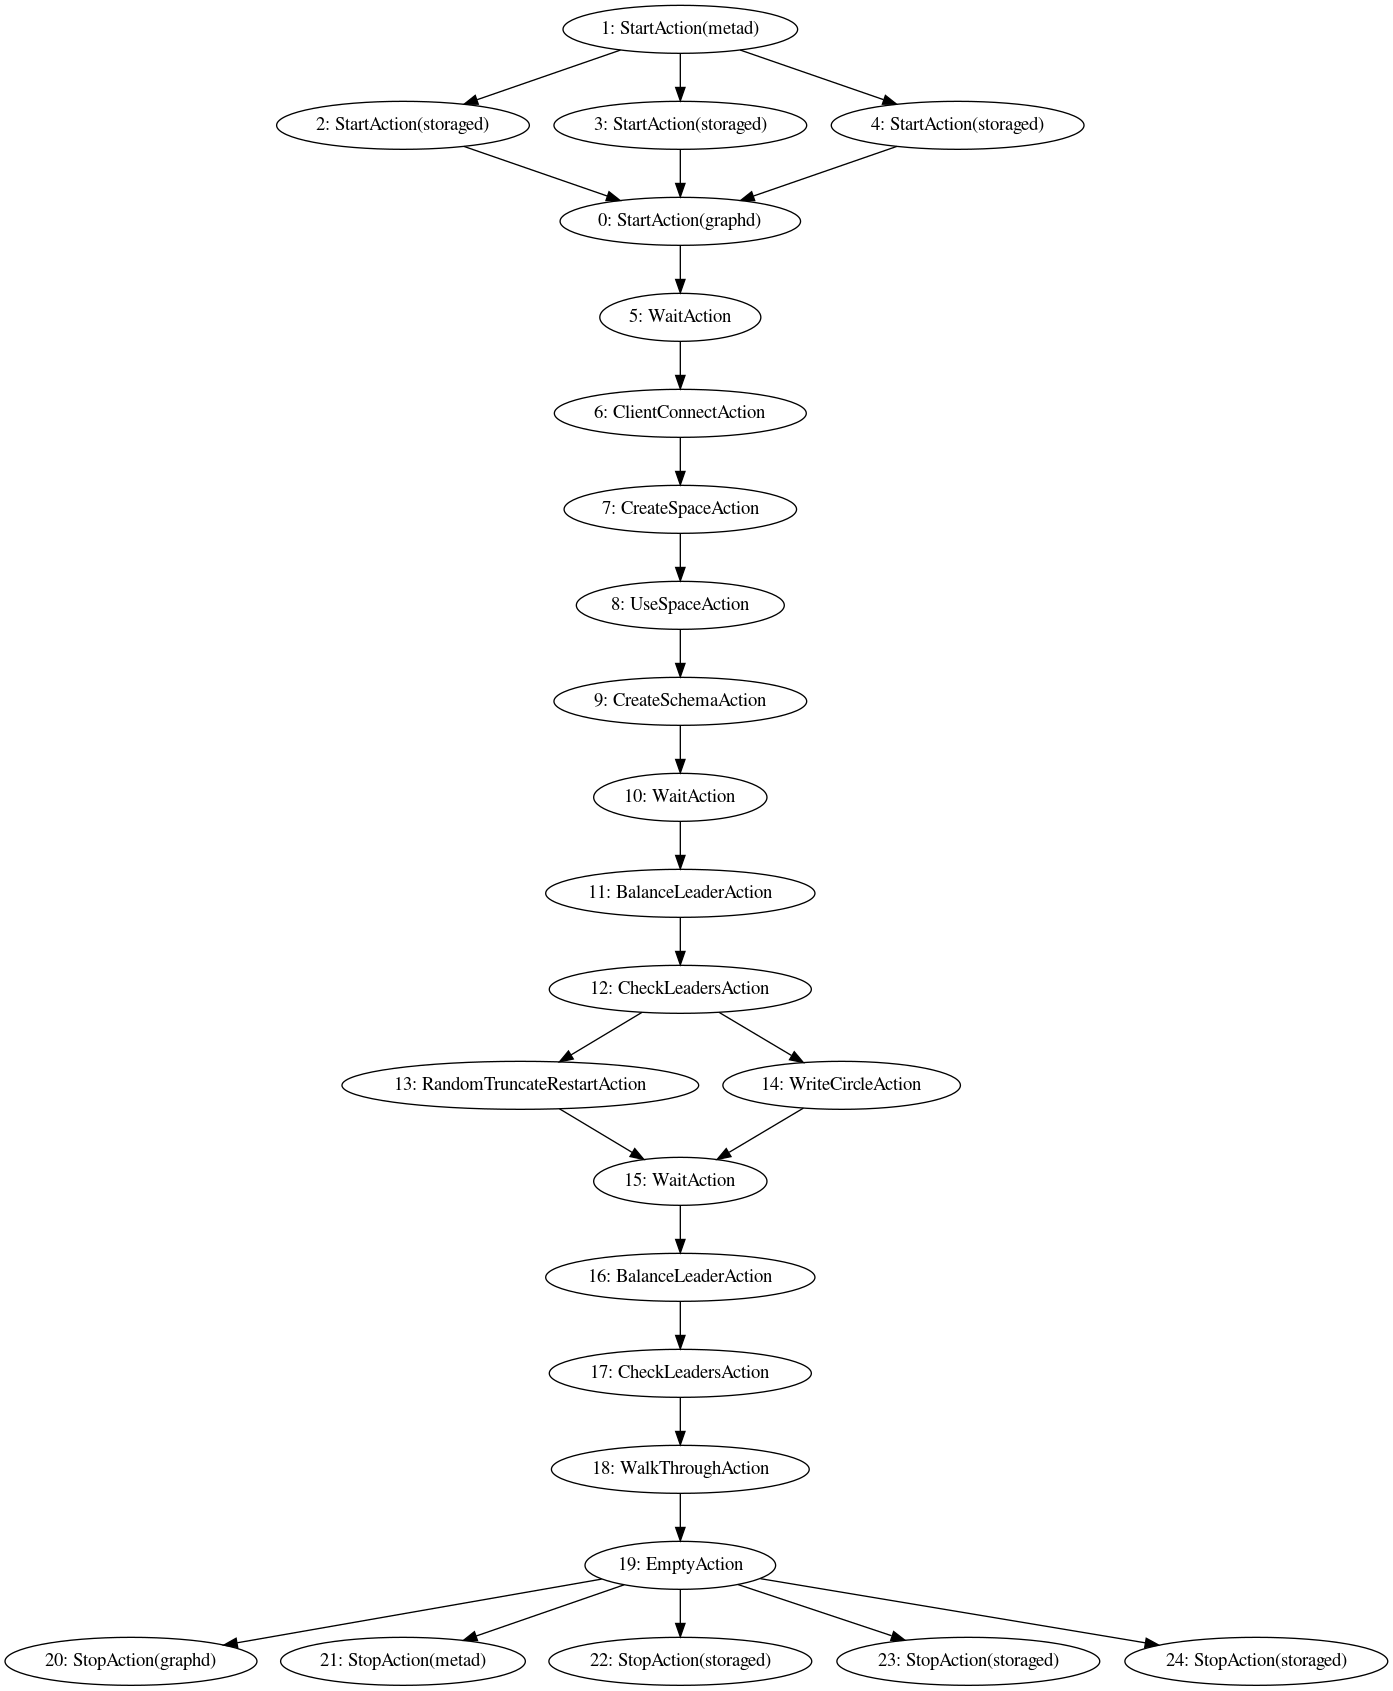 1: StartAction(metad)
2: StartAction(storaged)
3: StartAction(storaged)
4: StartAction(storaged)
0: StartAction(graphd)
5: WaitAction
6: ClientConnectAction
7: CreateSpaceAction
8: UseSpaceAction
9: CreateSchemaAction
10: WaitAction
11: BalanceLeaderAction
12: CheckLeadersAction
13: RandomTruncateRestartAction
14: WriteCircleAction
15: WaitAction
16: BalanceLeaderAction
17: CheckLeadersAction
18: WalkThroughAction
19: EmptyAction
20: StopAction(graphd)
21: StopAction(metad)
22: StopAction(storaged)
23: StopAction(storaged)
24: StopAction(storaged)